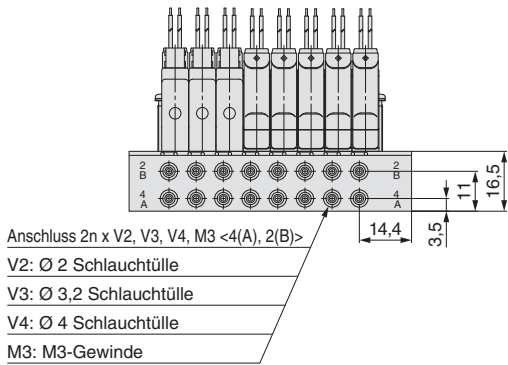 2
B
2
B
4
A
4
A
16,5
11
3,5
14,4
Anschluss 2n x V2, V3, V4, M3 <4(A), 2(B)>
V2: Ø 2 Schlauchtülle
V3: Ø 3,2 Schlauchtülle
V4: Ø 4 Schlauchtülle
M3: M3-Gewinde